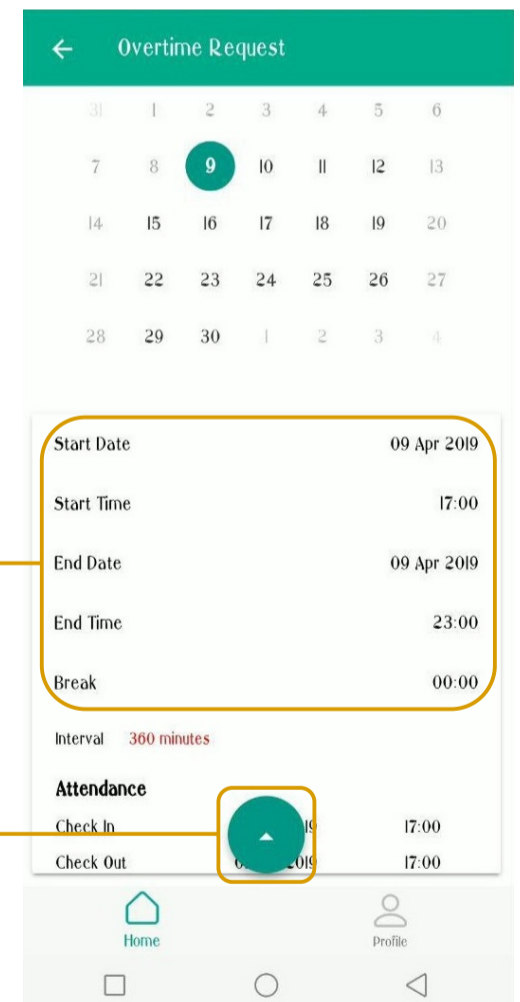 Overtime Request
31 1 2 3 4 5 6
7 8 9 10 11 12 13
14 15 16 17 18 19 20
21 22 23 24 25 26 27
28 29 30 1 2 3 4
Start Date 09 Apr 2019
Start Time 17:00
End Date 09 Apr 2019
End Time 23:00
Break 00:00
Interval 360 minutes
Attendance
Check In 17:00
Check Out 17:00
Home Profile